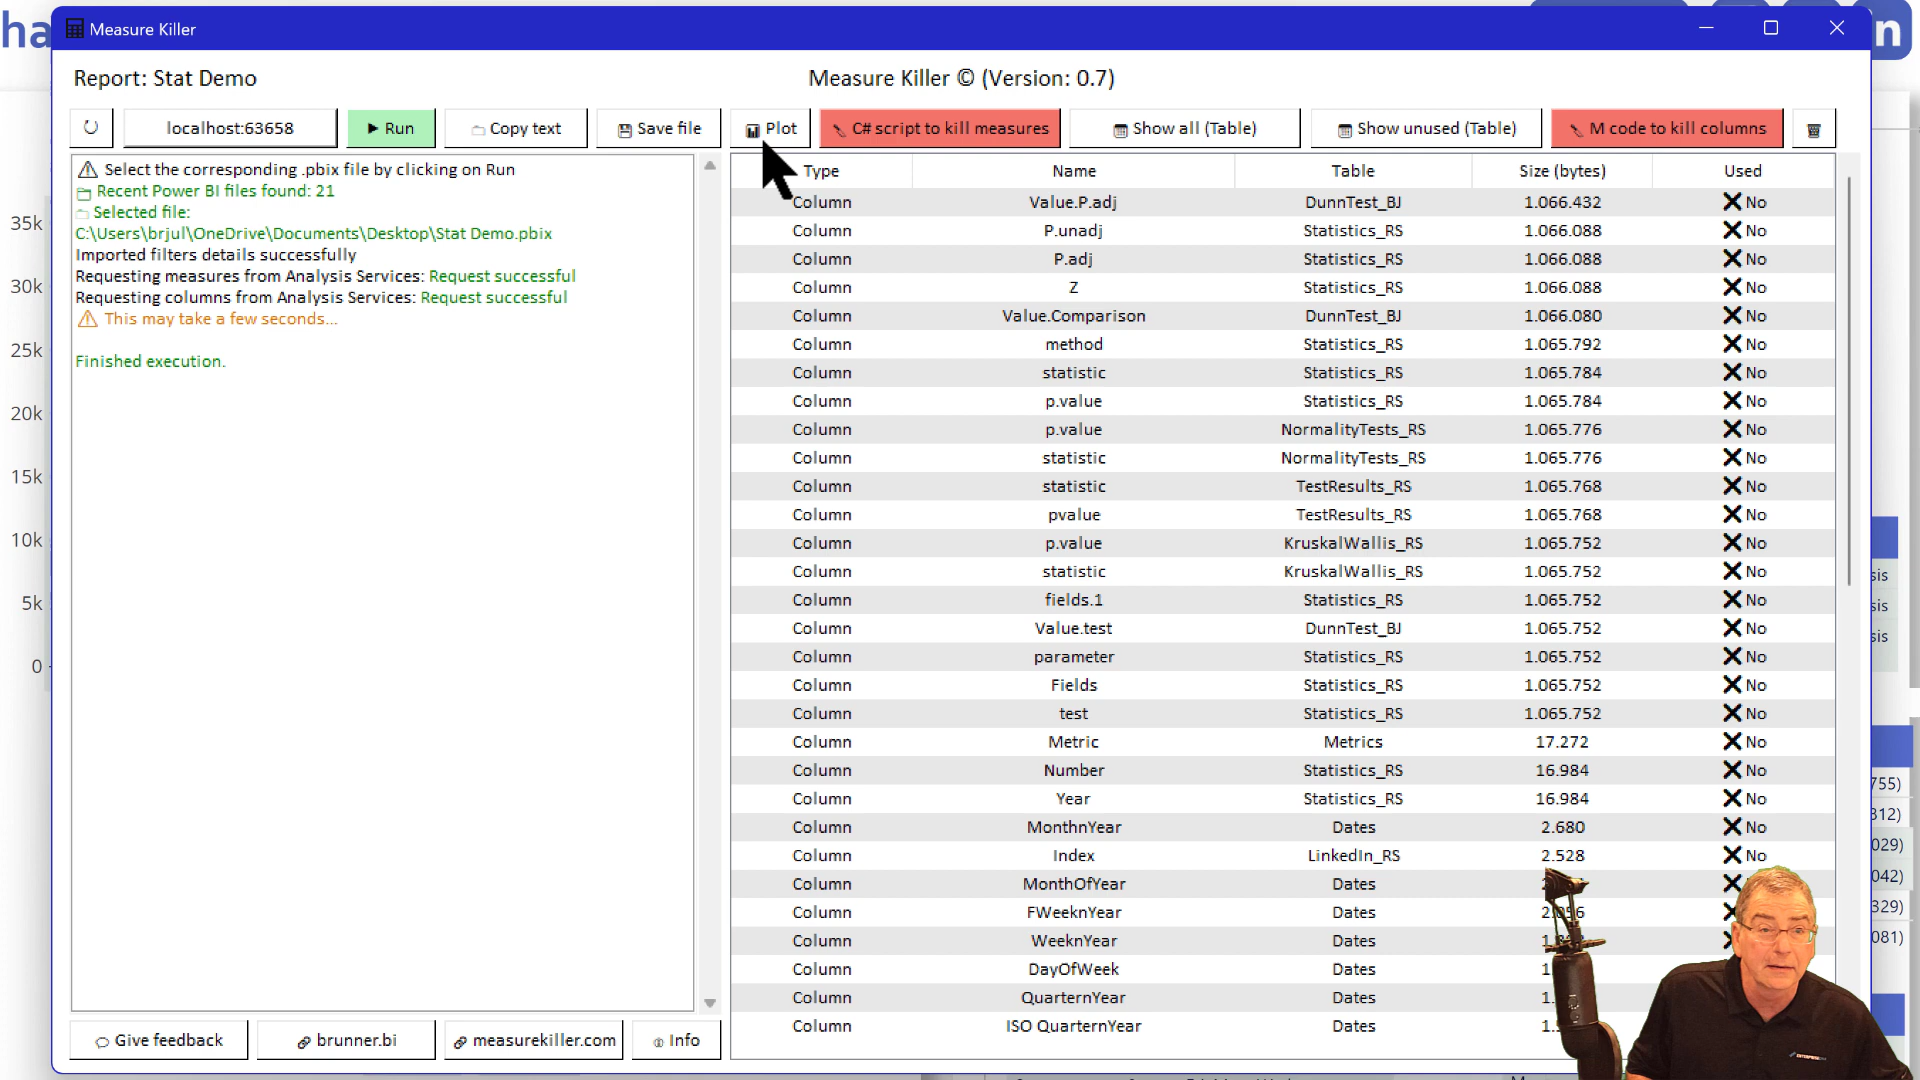 ha
n
Measure Killer
Report: Stat Demo
Measure Killer © (Version: 0.7)
localhost:63658
Run
Copy text
Save file
Plot
C# script to kill measures
Show all (Table)
Show unused (Table)
M code to kill columns
Select the corresponding .pbix file by clicking on Run
Recent Power BI files found: 21
Selected file:
C:\Users\brjul\OneDrive\Documents\Desktop\Stat Demo.pbix
Imported filters details successfully
Requesting measures from Analysis Services: Request successful
Requesting columns from Analysis Services: Request successful
This may take a few seconds...
Finished execution.
Type Name Table Size (bytes) Used
Column Value.P.adj DunnTest_BJ 1.066.432 No
Column P.unadj Statistics_RS 1.066.088 No
Column P.adj Statistics_RS 1.066.088 No
Column Z Statistics_RS 1.066.088 No
Column Value.Comparison DunnTest_BJ 1.066.080 No
Column method Statistics_RS 1.065.792 No
Column statistic Statistics_RS 1.065.784 No
Column p.value Statistics_RS 1.065.784 No
Column p.value NormalityTests_RS 1.065.776 No
Column statistic NormalityTests_RS 1.065.776 No
Column statistic TestResults_RS 1.065.768 No
Column pvalue TestResults_RS 1.065.768 No
Column p.value KruskalWallis_RS 1.065.752 No
Column statistic KruskalWallis_RS 1.065.752 No
Column fields.1 Statistics_RS 1.065.752 No
Column Value.test DunnTest_BJ 1.065.752 No
Column parameter Statistics_RS 1.065.752 No
Column Fields Statistics_RS 1.065.752 No
Column test Statistics_RS 1.065.752 No
Column Metric Metrics 17.272 No
Column Number Statistics_RS 16.984 No
Column Year Statistics_RS 16.984 No
Column MonthnYear Dates 2.680 No
Column Index LinkedIn_RS 2.528 No
Column MonthOfYear Dates
Column FWeeknYear Dates
Column WeeknYear Dates
Column DayOfWeek Dates
Column QuarternYear Dates
Column ISO QuarternYear Dates
Give feedback
brunner.bi
measurekiller.com
Info
35k
30k
25k
20k
15k
10k
5k
0
sis
sis
sis
755)
312)
029)
042)
329)
081)